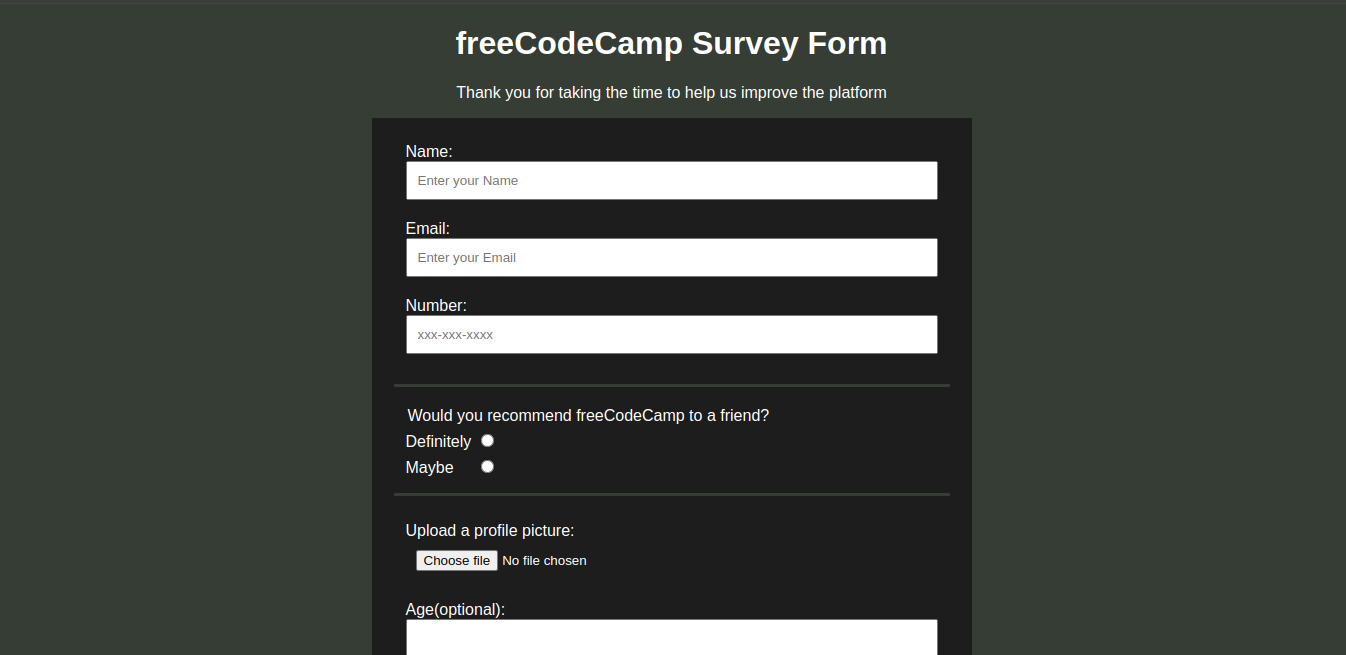 freeCodeCamp Survey Form
Thank you for taking the time to help us improve the platform
Name:
Enter your Name
Email:
Enter your Email
Number:
xxx-xxx-xxxx
Would you recommend freeCodeCamp to a friend?
Definitely
Maybe
Upload a profile picture:
Choose file No file chosen
Age(optional):